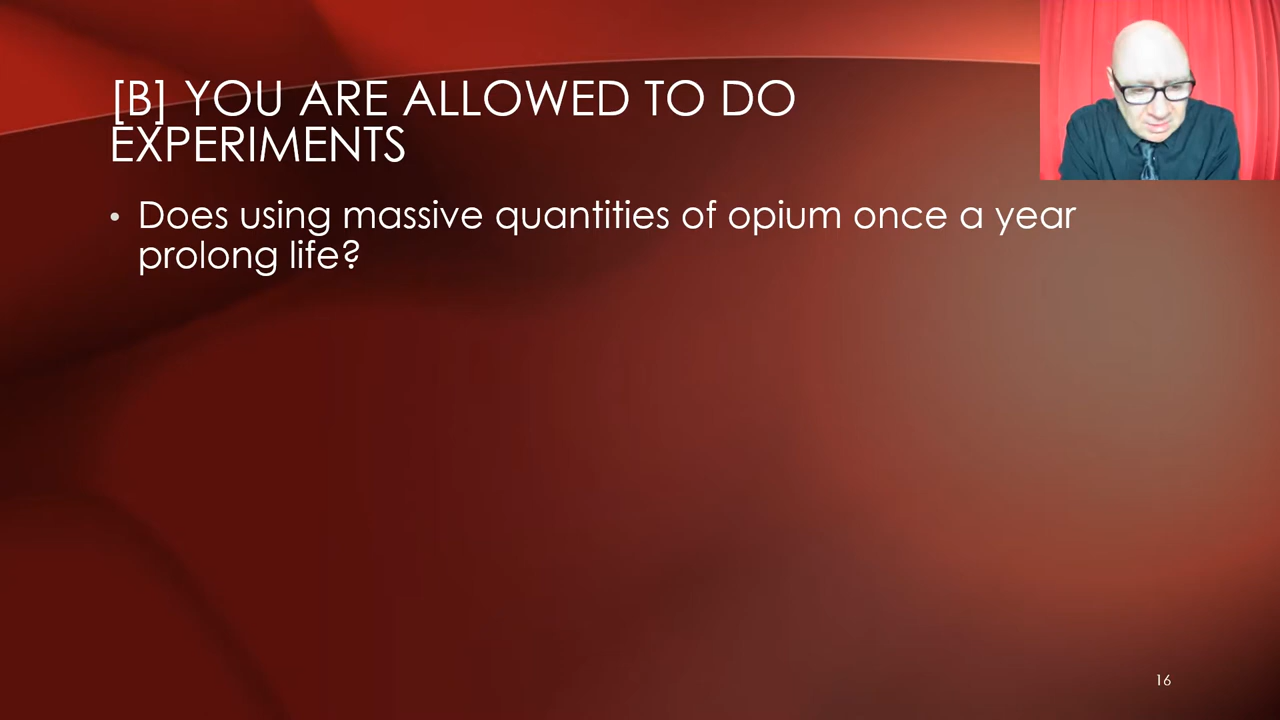 [B] YOU ARE ALLOWED TO DO
EXPERIMENTS
• Does using massive quantities of opium once a year
prolong life?
16